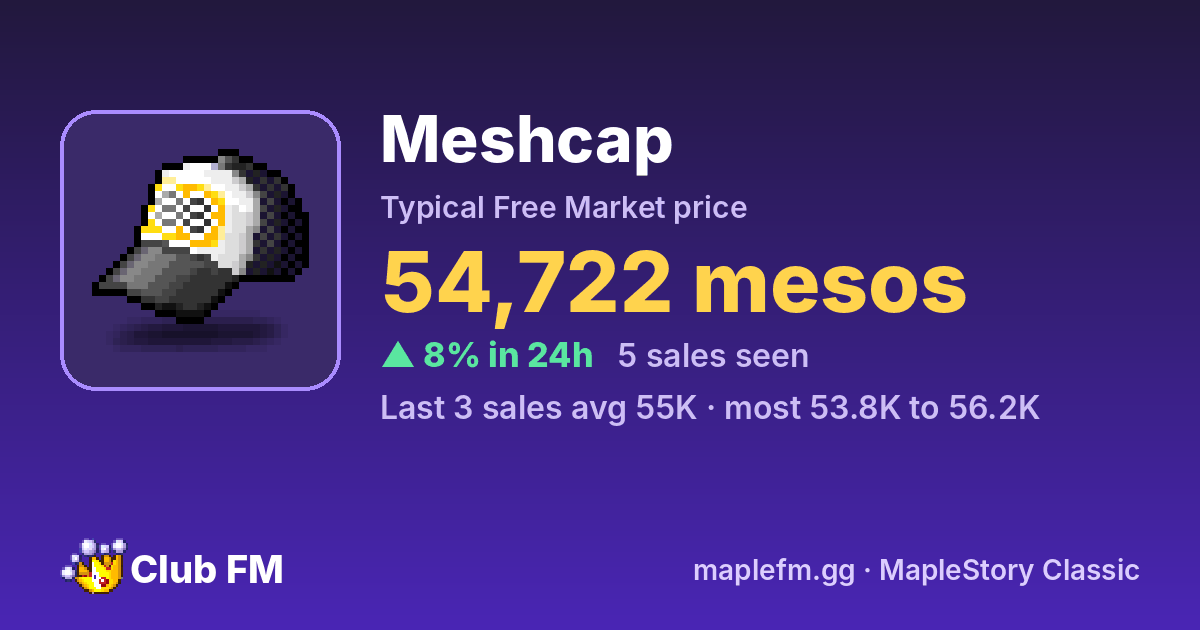 Meshcap
Typical Free Market price
54,722 mesos
▲ 8% in 24h 5 sales seen
Last 3 sales avg 55K · most 53.8K to 56.2K
Club FM
maplefm.gg · MapleStory Classic